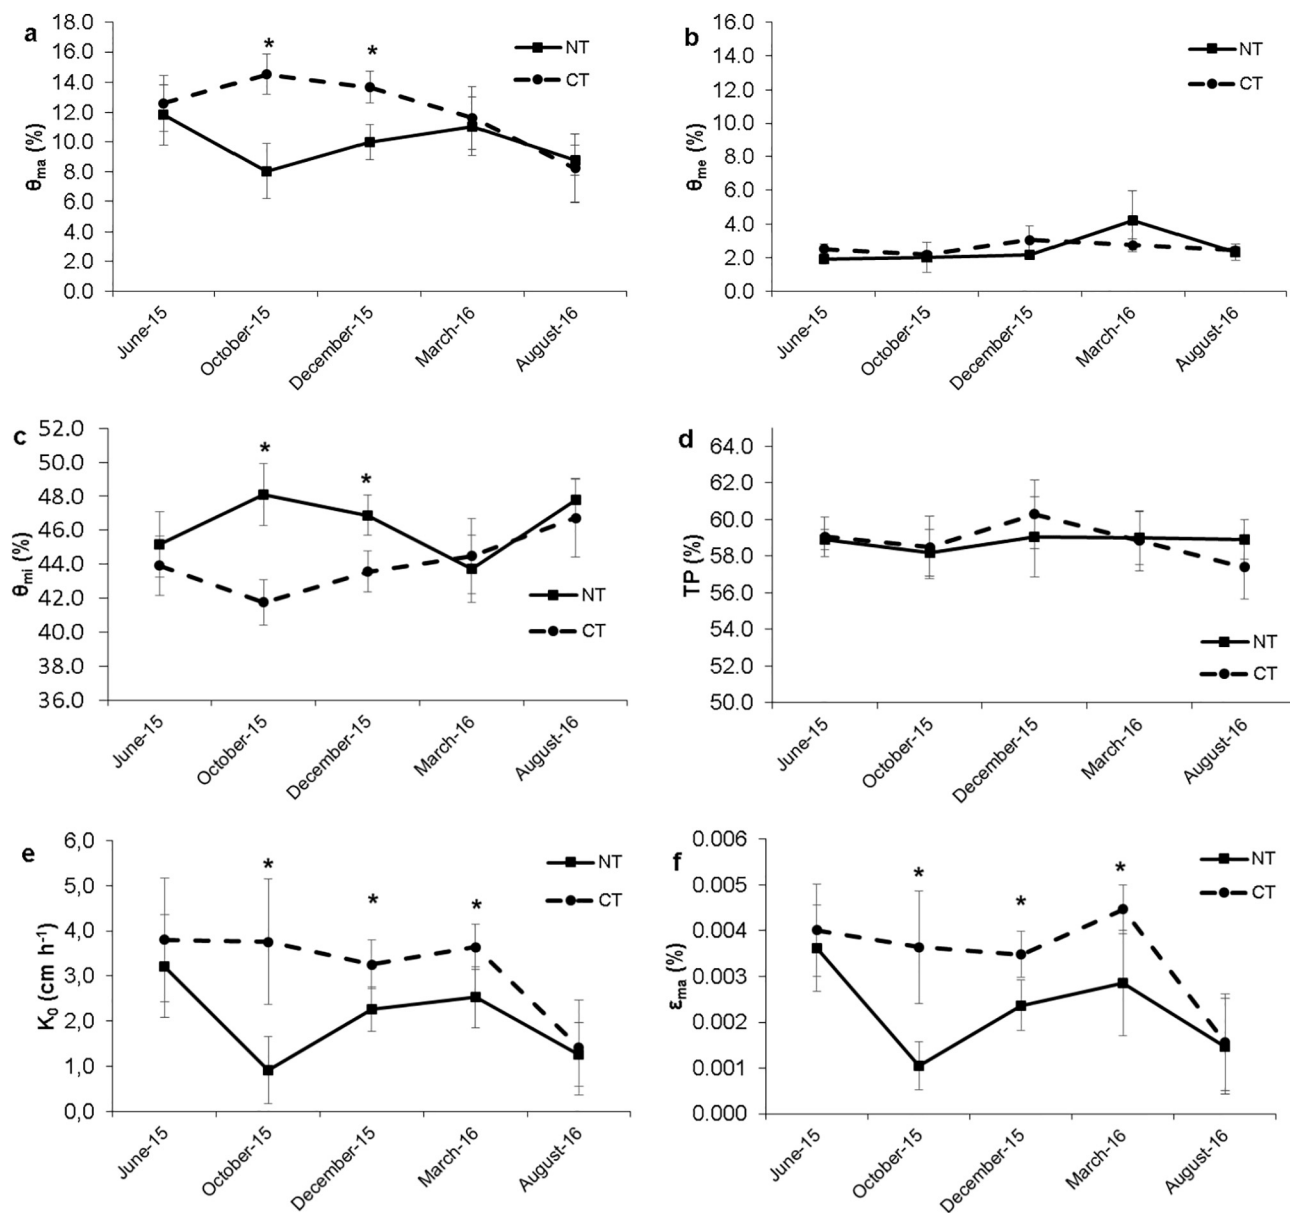 a
18.0
16.0
14.0
12.0
10.0
8.0
6.0
4.0
2.0
0.0
θma (%)
* *
NT
CT
June-15
October-15
December-15
March-16
August-16
b
16.0
14.0
12.0
10.0
8.0
6.0
4.0
2.0
0.0
θme (%)
NT
CT
June-15
October-15
December-15
March-16
August-16
c
52.0
50.0
48.0
46.0
44.0
42.0
40.0
38.0
36.0
θmi (%)
* *
NT
CT
June-15
October-15
December-15
March-16
August-16
d
64.0
62.0
60.0
58.0
56.0
54.0
52.0
50.0
TP (%)
NT
CT
June-15
October-15
December-15
March-16
August-16
e
6,0
5,0
4,0
3,0
2,0
1,0
0,0
K0 (cm h-1)
* * *
NT
CT
June-15
October-15
December-15
March-16
August-16
f
0.006
0.005
0.004
0.003
0.002
0.001
0.000
εma (%)
* * *
NT
CT
June-15
October-15
December-15
March-16
August-16